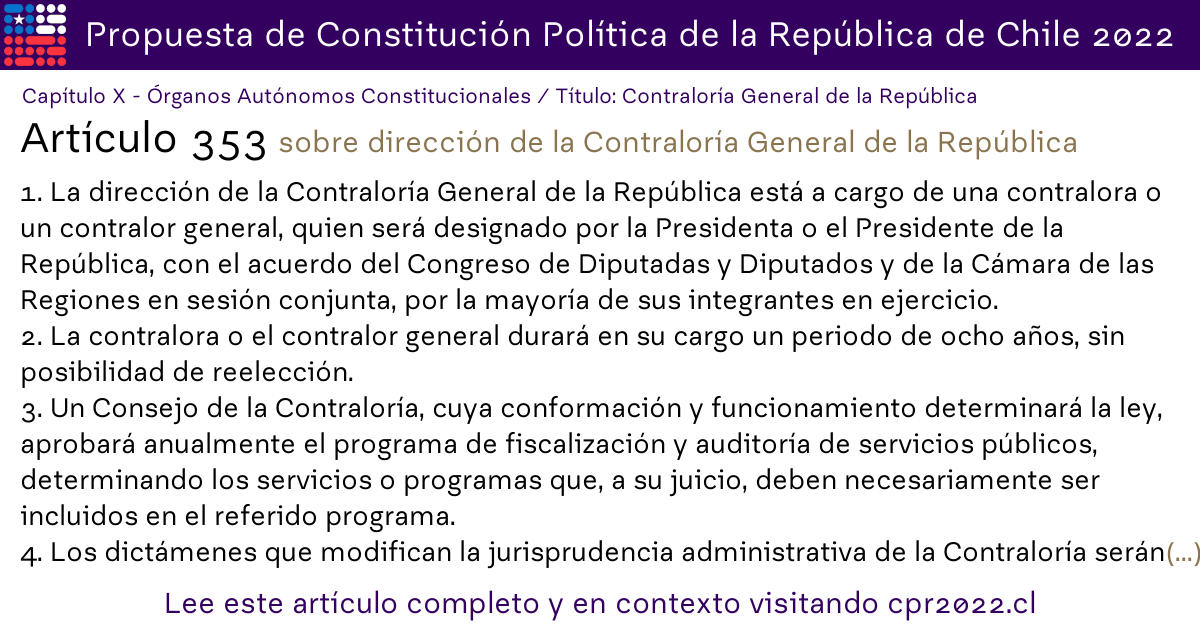 Propuesta de Constitución Política de la República de Chile 2022
Capítulo X - Órganos Autónomos Constitucionales / Título: Contraloría General de la República
Artículo 353 sobre dirección de la Contraloría General de la República
1. La dirección de la Contraloría General de la República está a cargo de una contralora o
un contralor general, quien será designado por la Presidenta o el Presidente de la
República, con el acuerdo del Congreso de Diputadas y Diputados y de la Cámara de las
Regiones en sesión conjunta, por la mayoría de sus integrantes en ejercicio.
2. La contralora o el contralor general durará en su cargo un periodo de ocho años, sin
posibilidad de reelección.
3. Un Consejo de la Contraloría, cuya conformación y funcionamiento determinará la ley,
aprobará anualmente el programa de fiscalización y auditoría de servicios públicos,
determinando los servicios o programas que, a su juicio, deben necesariamente ser
incluidos en el referido programa.
4. Los dictámenes que modifican la jurisprudencia administrativa de la Contraloría serán(...)
Lee este artículo completo y en contexto visitando cpr2022.cl